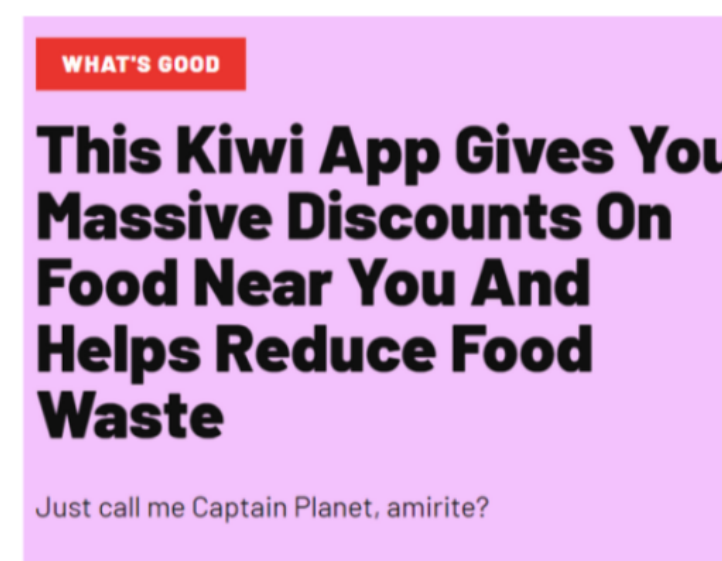 WHAT'S GOOD
This Kiwi App Gives You
Massive Discounts On
Food Near You And
Helps Reduce Food
Waste
Just call me Captain Planet, amirite?